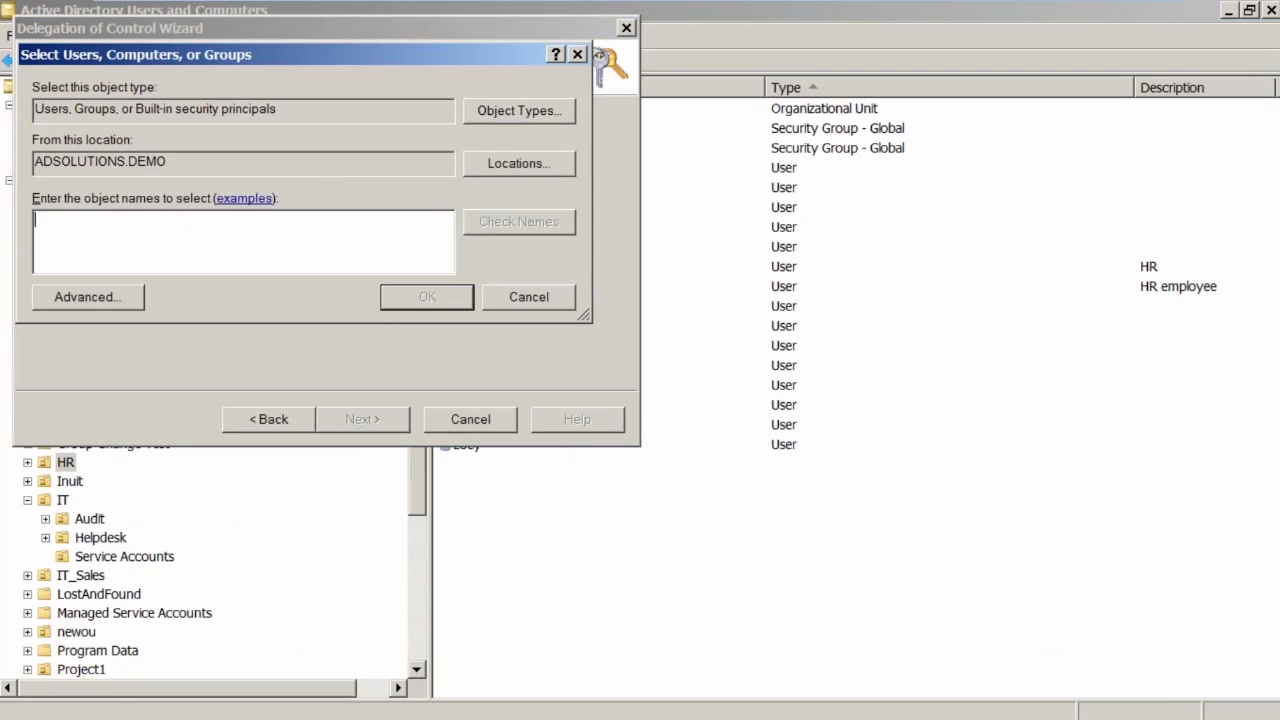 Active Directory Users and Computers
Delegation of Control Wizard
Select Users, Computers, or Groups
Select this object type:
Users, Groups, or Built-in security principals
Object Types...
From this location:
ADSOLUTIONS.DEMO
Locations...
Enter the object names to select (examples):
Check Names
Advanced...
OK
Cancel
< Back
Next >
Cancel
Help
HR
Inuit
IT
Audit
Helpdesk
Service Accounts
IT_Sales
LostAndFound
Managed Service Accounts
newou
Program Data
Project1
Type
Description
Organizational Unit
Security Group - Global
Security Group - Global
User
User
User
User
User
User
HR
User
HR employee
User
User
User
User
User
User
User
User